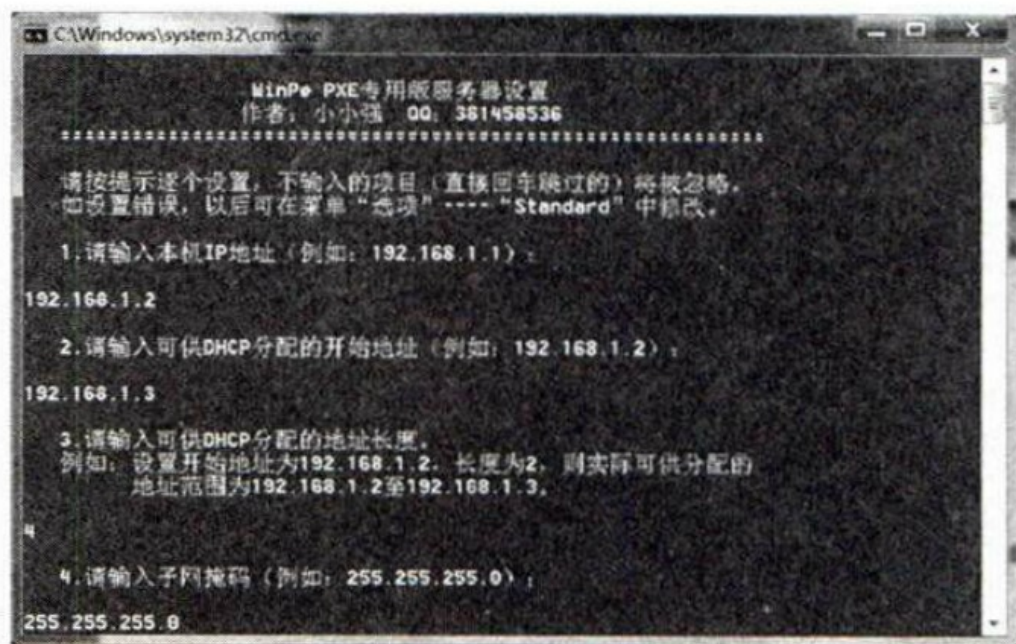 C:\Windows\system32\cmd.exe
WinPe PXE专用版服务器设置
作者：小小强 QQ：381458536
请按提示逐个设置，不输入的项目（直接回车跳过的）将被忽略。
如设置错误，以后可在菜单“选项”----“Standard”中修改。
1.请输入本机IP地址（例如：192.168.1.1）：
192.168.1.2
2.请输入可供DHCP分配的开始地址（例如：192.168.1.2）：
192.168.1.3
3.请输入可供DHCP分配的地址长度。
例如：设置开始地址为192.168.1.2，长度为2，则实际可供分配的
地址范围为192.168.1.2至192.168.1.3。
4
4.请输入子网掩码（例如：255.255.255.0）：
255.255.255.0